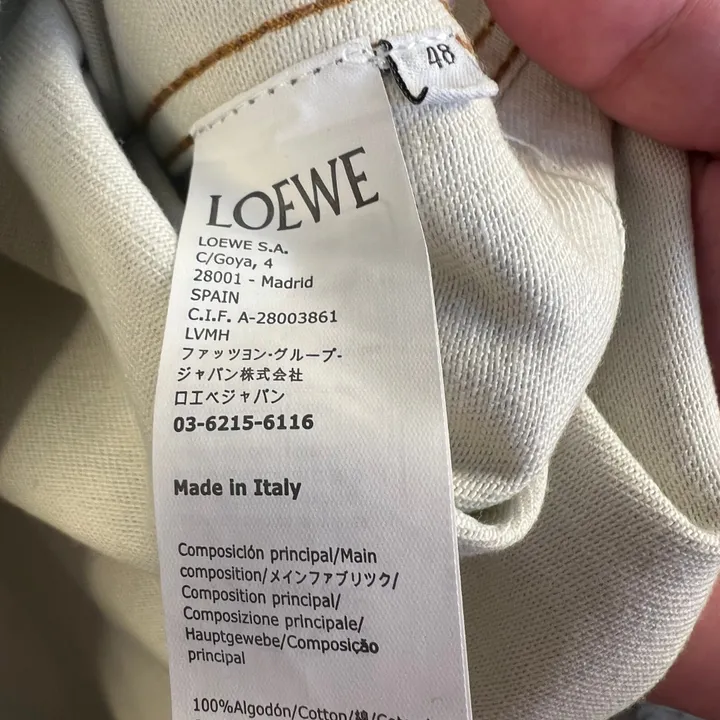 48
LOEWE
LOEWE S.A.
C/Goya, 4
28001 - Madrid
SPAIN
C.I.F. A-28003861
LVMH
ファッツヨン・グループ-
ジャパン株式会社
ロエベジャパン
03-6215-6116
Made in Italy
Composición principal/Main
composition/メインファブリツク/
Composition principal/
Composizione principale/
Hauptgewebe/Composição
principal
100%Algodón/Cotton/綿/